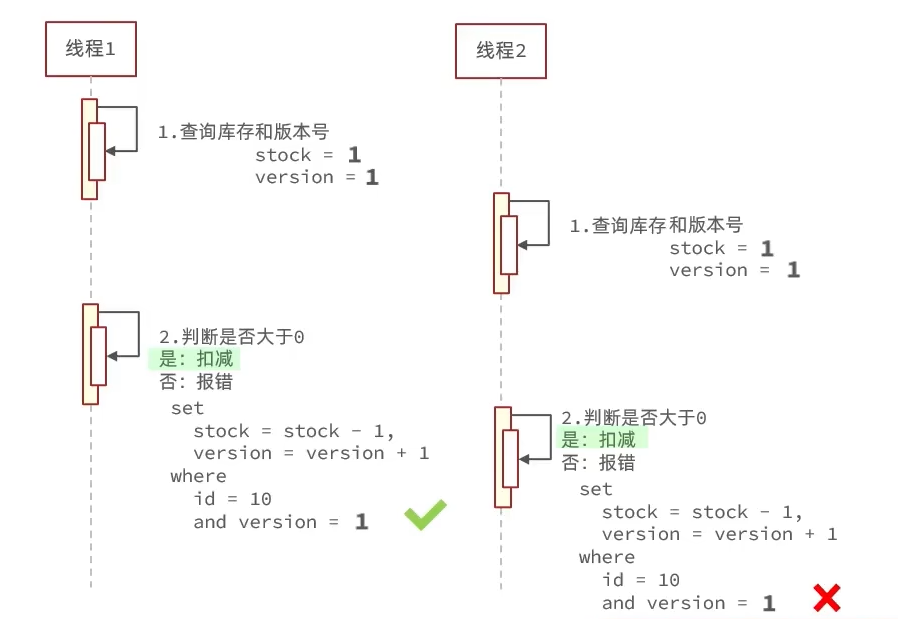 线程1
1.查询库存和版本号
stock = 1
version = 1
2.判断是否大于0
是：扣减
否：报错
set
stock = stock - 1,
version = version + 1
where
id = 10
and version = 1
线程2
1.查询库存和版本号
stock = 1
version = 1
2.判断是否大于0
是：扣减
否：报错
set
stock = stock - 1,
version = version + 1
where
id = 10
and version = 1